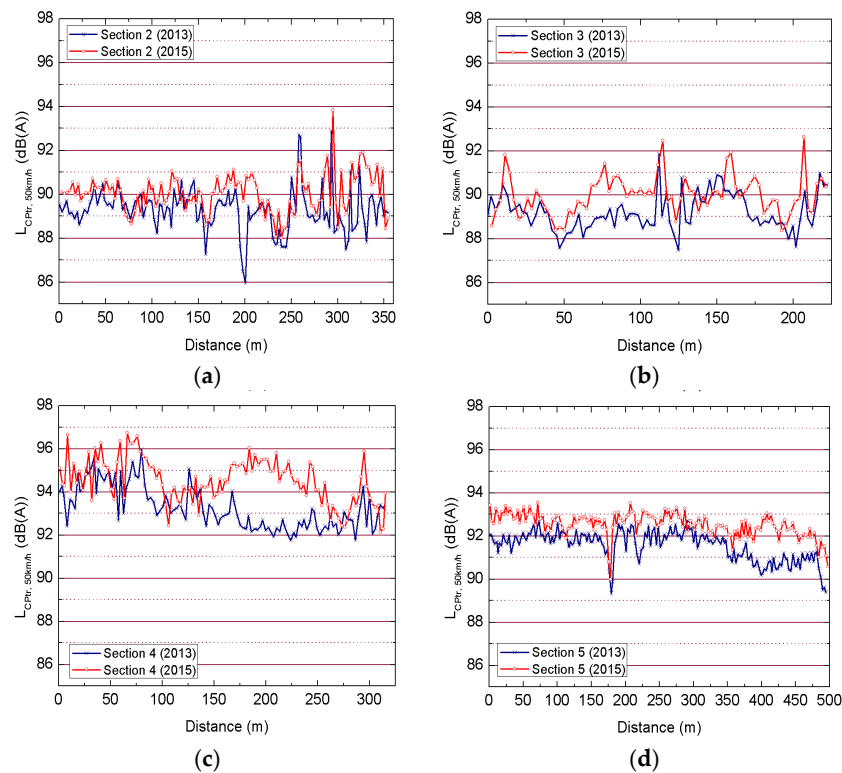 Section 2 (2013)
Section 2 (2015)
L CPtr, 50km/h (dB(A))
98
96
94
92
90
88
86
0 50 100 150 200 250 300 350
Distance (m)
(a)
Section 3 (2013)
Section 3 (2015)
L CPtr, 50km/h (dB(A))
98
96
94
92
90
88
86
0 50 100 150 200
Distance (m)
(b)
Section 4 (2013)
Section 4 (2015)
L CPtr, 50km/h (dB(A))
98
96
94
92
90
88
86
0 50 100 150 200 250 300
Distance (m)
(c)
Section 5 (2013)
Section 5 (2015)
L CPtr, 50km/h (dB(A))
98
96
94
92
90
88
86
0 50 100 150 200 250 300 350 400 450 500
Distance (m)
(d)